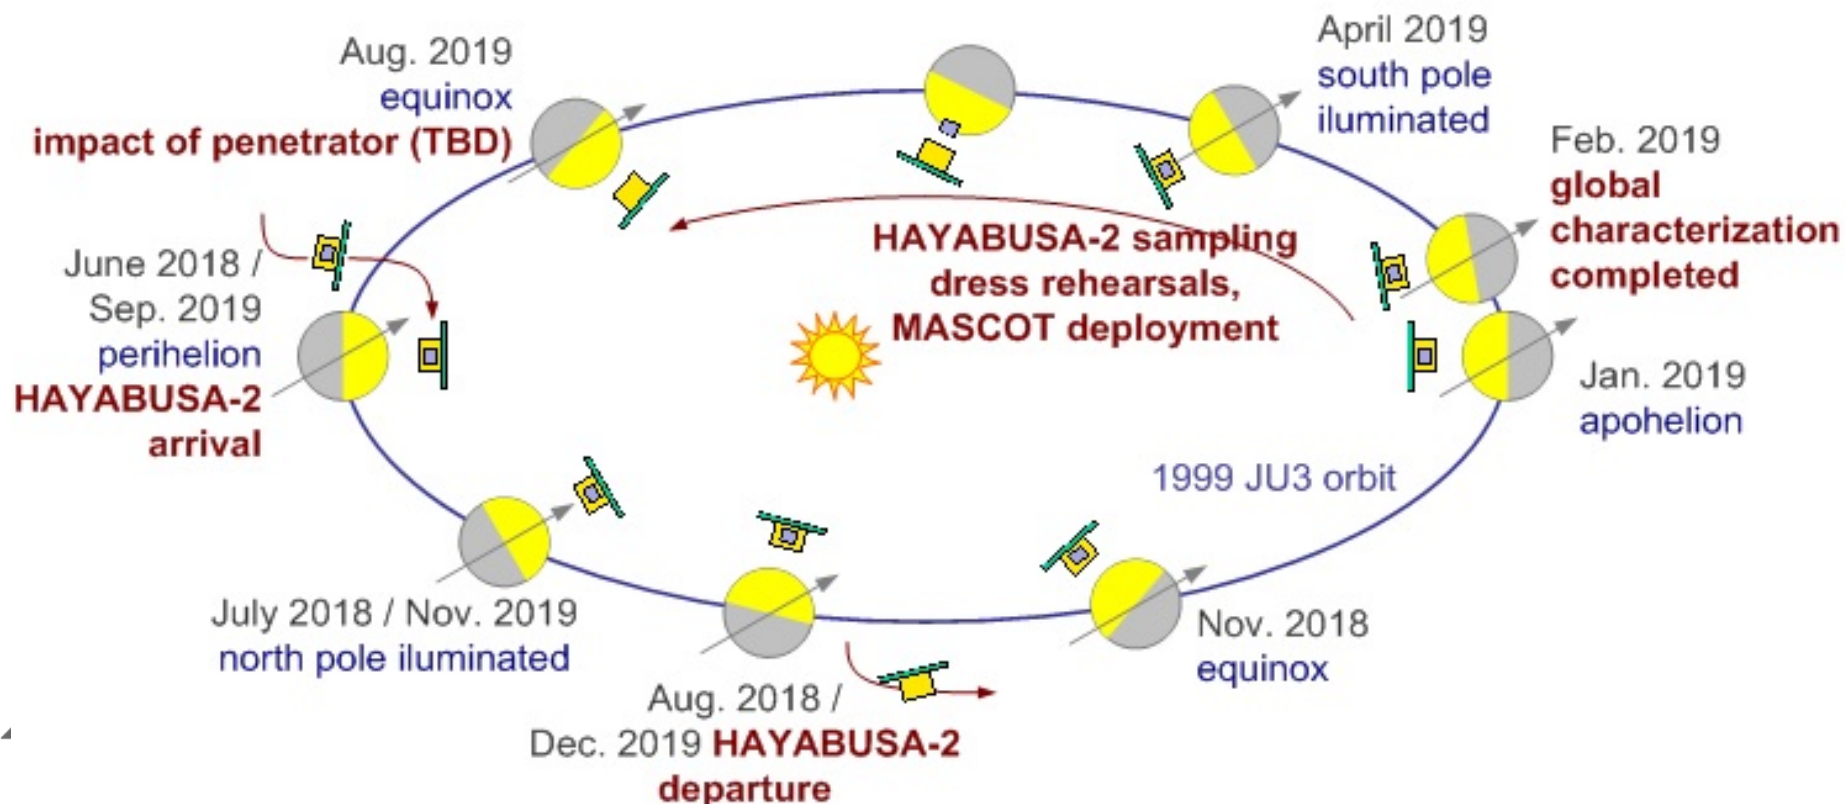 Aug. 2019
equinox
impact of penetrator (TBD)
April 2019
south pole
iluminated
Feb. 2019
global
characterization
completed
HAYABUSA-2 sampling
dress rehearsals,
MASCOT deployment
June 2018 /
Sep. 2019
perihelion
HAYABUSA-2
arrival
Jan. 2019
apohelion
1999 JU3 orbit
July 2018 / Nov. 2019
north pole iluminated
Nov. 2018
equinox
Aug. 2018 /
Dec. 2019 HAYABUSA-2
departure